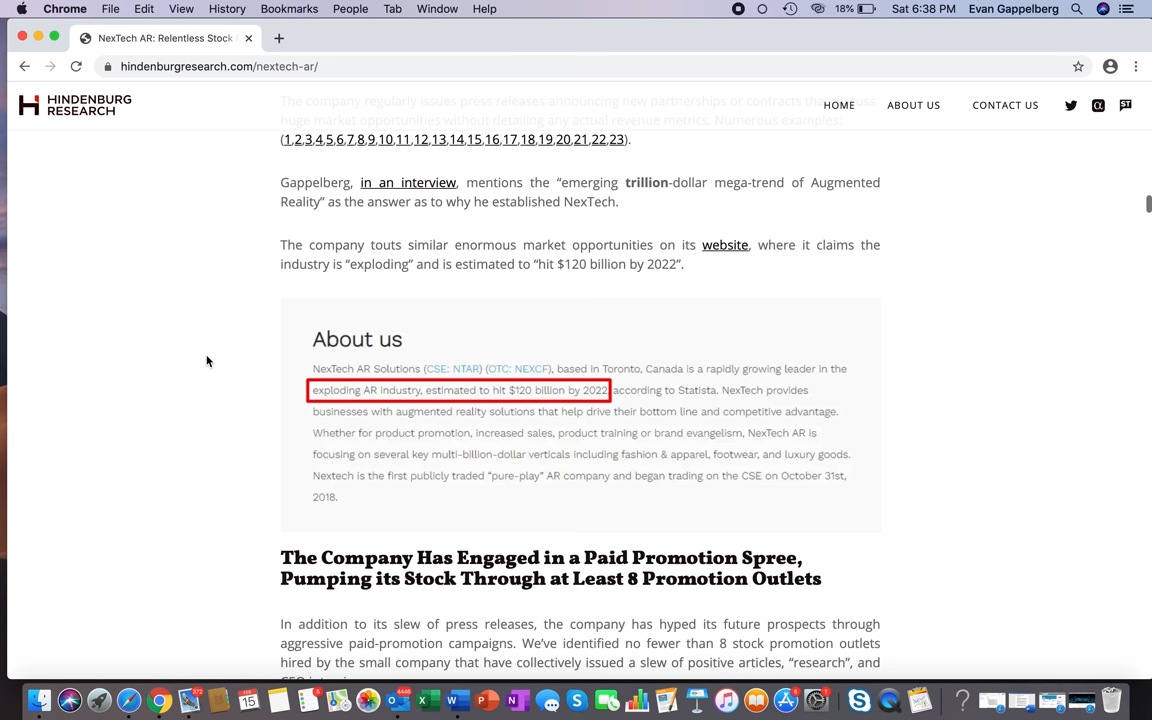 Chrome File Edit View History Bookmarks People Tab Window Help 18% Sat 6:38 PM Evan Gappelberg
NexTech AR: Relentless Stock
hindenburgresearch.com/nextech-ar/
HINDENBURG
RESEARCH
HOME ABOUT US CONTACT US
The company regularly issues press releases announcing new partnerships or contracts that
huge market opportunities without detailing any actual revenue metrics. Numerous examples:
(1,2,3,4,5,6,7,8,9,10,11,12,13,14,15,16,17,18,19,20,21,22,23).
Gappelberg, in an interview, mentions the “emerging trillion-dollar mega-trend of Augmented
Reality” as the answer as to why he established NexTech.
The company touts similar enormous market opportunities on its website, where it claims the
industry is “exploding” and is estimated to “hit $120 billion by 2022”.
About us
NexTech AR Solutions (CSE: NTAR) (OTC: NEXCF), based in Toronto, Canada is a rapidly growing leader in the
exploding AR industry, estimated to hit $120 billion by 2022, according to Statista. NexTech provides
businesses with augmented reality solutions that help drive their bottom line and competitive advantage.
Whether for product promotion, increased sales, product training or brand evangelism, NexTech AR is
focusing on several key multi-billion-dollar verticals including fashion & apparel, footwear, and luxury goods.
Nextech is the first publicly traded “pure-play” AR company and began trading on the CSE on October 31st,
2018.
The Company Has Engaged in a Paid Promotion Spree,
Pumping its Stock Through at Least 8 Promotion Outlets
In addition to its slew of press releases, the company has hyped its future prospects through
aggressive paid-promotion campaigns. We’ve identified no fewer than 8 stock promotion outlets
hired by the small company that have collectively issued a slew of positive articles, “research”, and
372 15 9 4446 6 1